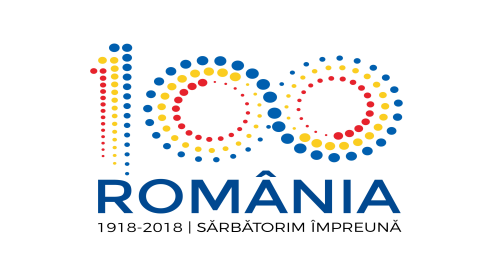 100
ROMÂNIA
1918-2018 | SĂRBĂTORIM ÎMPREUNĂ